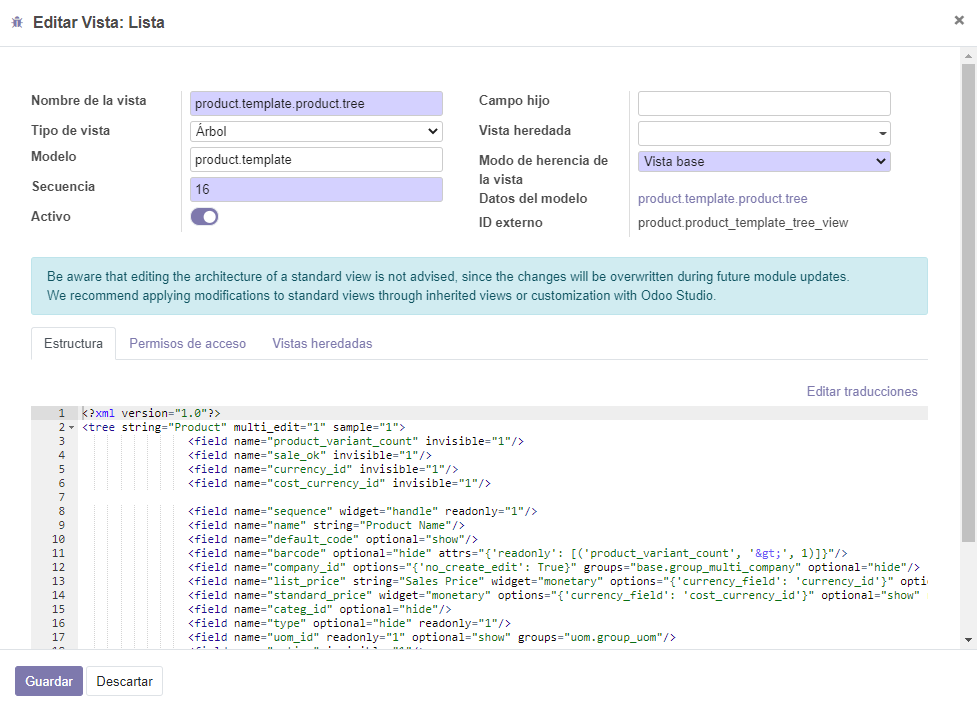 Editar Vista: Lista
Nombre de la vista
product.template.product.tree
Tipo de vista
Árbol
Modelo
product.template
Secuencia
16
Activo
Campo hijo
Vista heredada
Modo de herencia de
la vista
Vista base
Datos del modelo
product.template.product.tree
ID externo
product.product_template_tree_view
Be aware that editing the architecture of a standard view is not advised, since the changes will be overwritten during future module updates.
We recommend applying modifications to standard views through inherited views or customization with Odoo Studio.
Estructura
Permisos de acceso
Vistas heredadas
Editar traducciones
1 <?xml version="1.0"?>
2 <tree string="Product" multi_edit="1" sample="1">
3 <field name="product_variant_count" invisible="1"/>
4 <field name="sale_ok" invisible="1"/>
5 <field name="currency_id" invisible="1"/>
6 <field name="cost_currency_id" invisible="1"/>
7
8 <field name="sequence" widget="handle" readonly="1"/>
9 <field name="name" string="Product Name"/>
10 <field name="default_code" optional="show"/>
11 <field name="barcode" optional="hide" attrs="{'readonly': [('product_variant_count', '&gt;', 1)]}"/>
12 <field name="company_id" options="{'no_create_edit': True}" groups="base.group_multi_company" optional="hide"/>
13 <field name="list_price" string="Sales Price" widget="monetary" options="{'currency_field': 'currency_id'}" opti
14 <field name="standard_price" widget="monetary" options="{'currency_field': 'cost_currency_id'}" optional="show"
15 <field name="categ_id" optional="hide"/>
16 <field name="type" optional="hide" readonly="1"/>
17 <field name="uom_id" readonly="1" optional="show" groups="uom.group_uom"/>
Guardar
Descartar